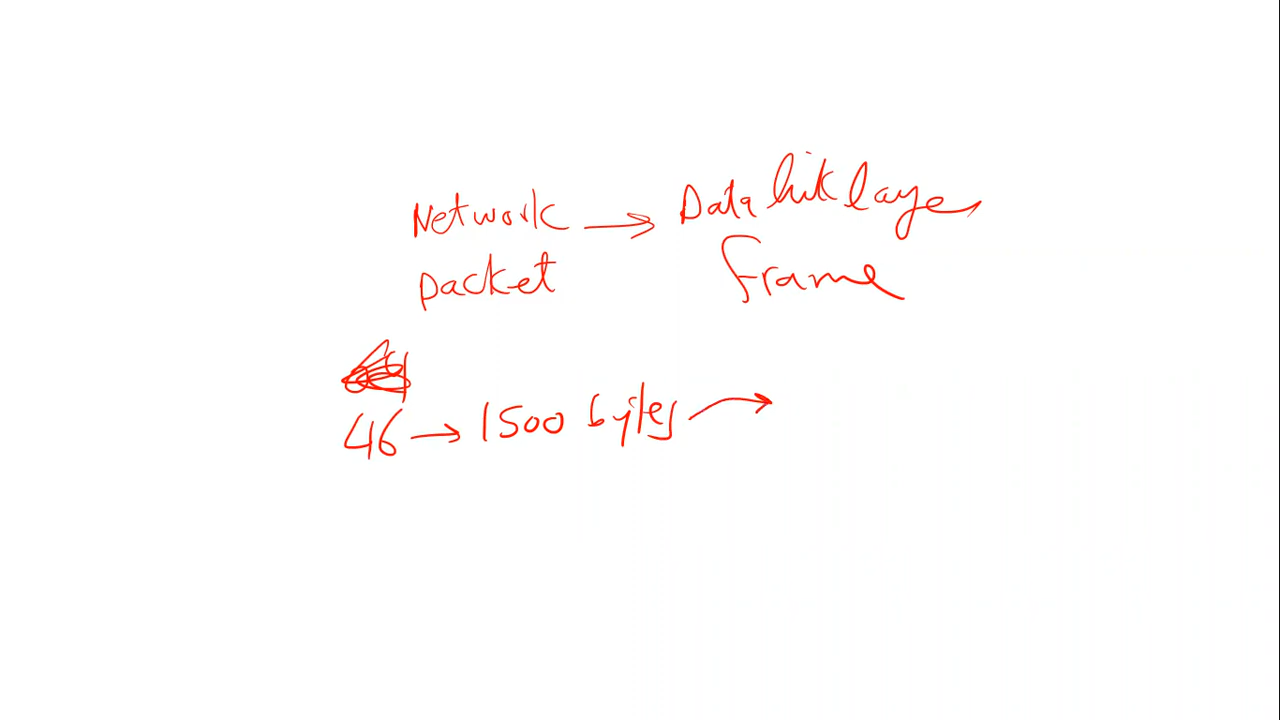 Network → Data link layer
packet frame
46 → 1500 bytes →